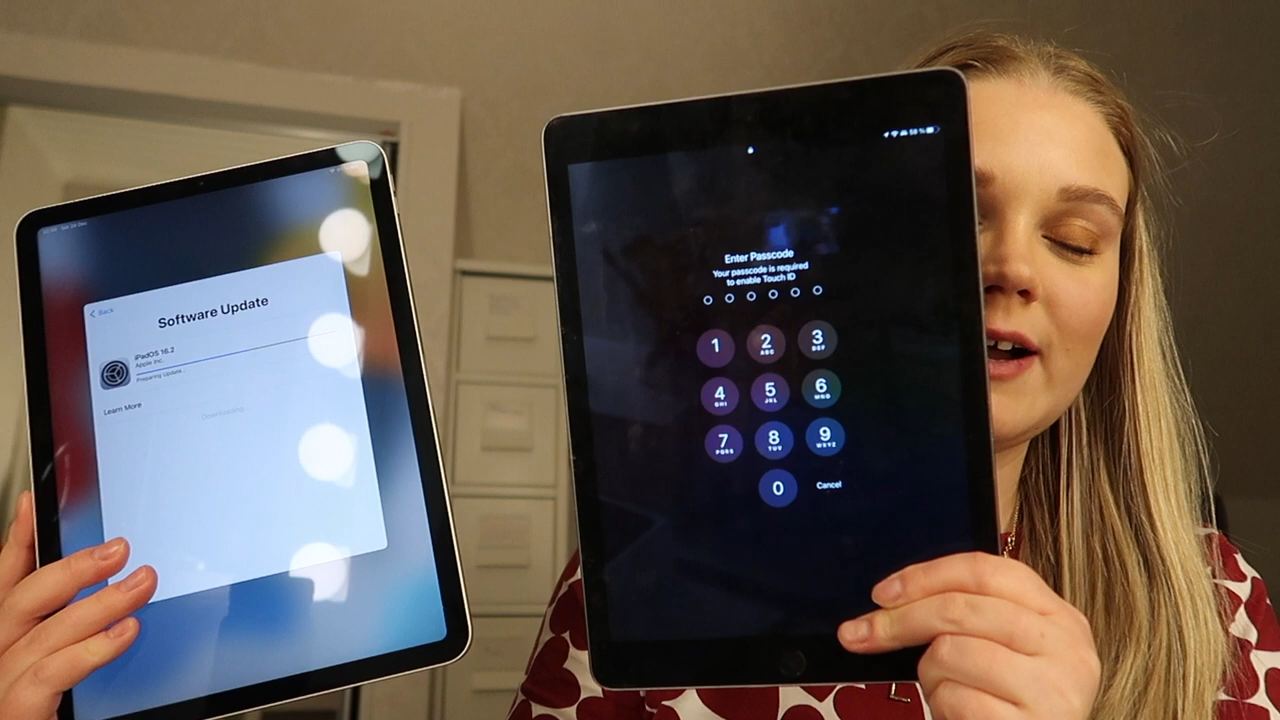 Back
Software Update
iPadOS 16.2
Apple Inc.
Preparing Update...
Learn More
Downloading...
58 %
Enter Passcode
Your passcode is required
to enable Touch ID
1
2
ABC
3
DEF
4
GHI
5
JKL
6
MNO
7
PQRS
8
TUV
9
WXYZ
0
Cancel